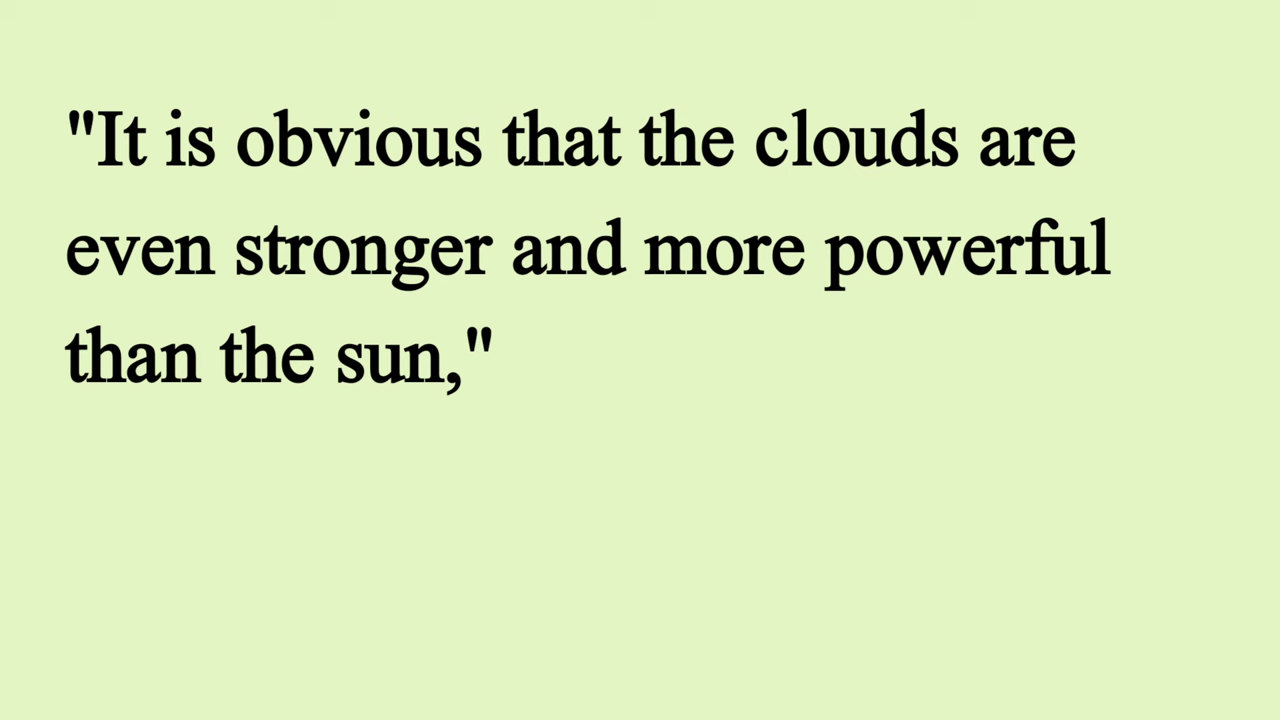 "It is obvious that the clouds are
even stronger and more powerful
than the sun,"